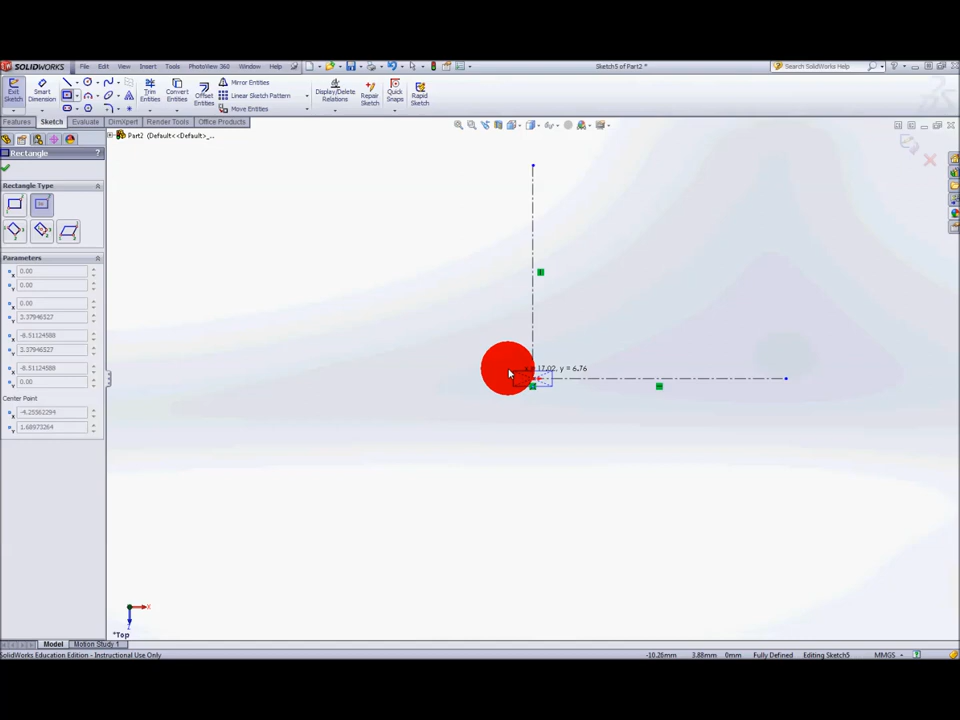 SOLIDWORKS File Edit View Insert Tools PhotoView 360 Window Help Sketch5 of Part2 * Search SolidWorks Help
Exit Sketch
Smart Dimension
Trim Entities
Convert Entities
Offset Entities
Mirror Entities
Linear Sketch Pattern
Move Entities
Display/Delete Relations
Repair Sketch
Quick Snaps
Rapid Sketch
Features Sketch Evaluate DimXpert Render Tools Office Products
Part2 (Default<<Default>_...
Rectangle ?
Rectangle Type
Parameters
0.00
0.00
0.00
3.37946527
-8.51124588
3.37946527
-8.51124588
0.00
Center Point
-4.25562294
1.68973264
x = 17.02, y = 6.76
X
Z
*Top
Model Motion Study 1
SolidWorks Education Edition - Instructional Use Only -10.26mm 3.88mm 0mm Fully Defined Editing Sketch5 MMGS